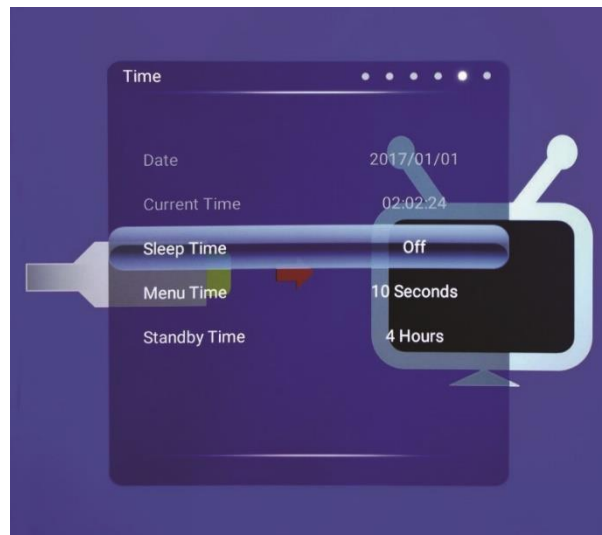 Time
Date 2017/01/01
Current Time 02:02:24
Sleep Time Off
Menu Time 10 Seconds
Standby Time 4 Hours